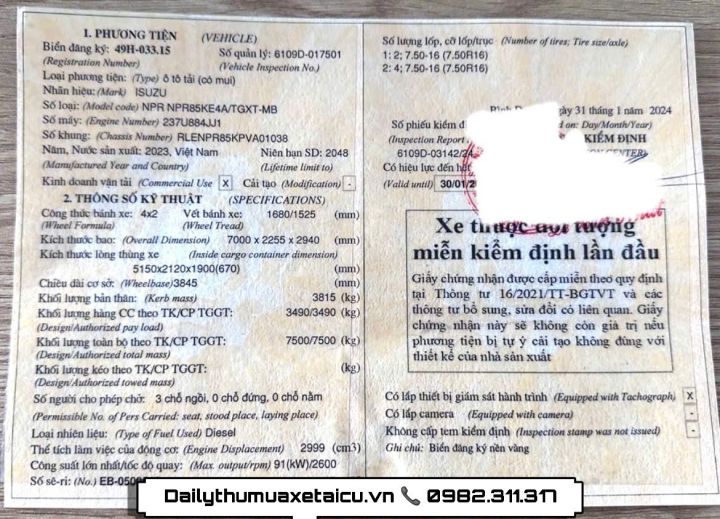 1. PHƯƠNG TIỆN (VEHICLE)
Biển đăng ký: 49H-033.15 Số quản lý: 6109D-017501
(Registration Number) (Vehicle Inspection No.)
Loại phương tiện: (Type) ô tô tải (có mui)
Nhãn hiệu: (Mark) ISUZU
Số loại: (Model code) NPR NPR85KE4A/TGXT-MB
Số máy: (Engine Number) 237U884JJ1
Số khung: (Chassis Number) RLENPR85KPVA01038
Năm, Nước sản xuất: 2023, Việt Nam Niên hạn SD: 2048
(Manufactured Year and Country) (Lifetime limit to)
Kinh doanh vận tải (Commercial Use) X Cải tạo (Modification) -
2. THÔNG SỐ KỸ THUẬT (SPECIFICATIONS)
Công thức bánh xe: 4x2 Vết bánh xe: 1680/1525 (mm)
(Wheel Formula) (Wheel Tread)
Kích thước bao: (Overall Dimension) 7000 x 2255 x 2940 (mm)
Kích thước lòng thùng xe (Inside cargo container dimension)
5150x2120x1900(670) (mm)
Chiều dài cơ sở: (Wheelbase) 3845 (mm)
Khối lượng bản thân: (Kerb mass) 3815 (kg)
Khối lượng hàng CC theo TK/CP TGGT: 3490/3490 (kg)
(Design/Authorized pay load)
Khối lượng toàn bộ theo TK/CP TGGT: 7500/7500 (kg)
(Design/Authorized total mass)
Khối lượng kéo theo TK/CP TGGT: (kg)
(Design/Authorized towed mass)
Số người cho phép chở: 3 chỗ ngồi, 0 chỗ đứng, 0 chỗ nằm
(Permissible No. of Pers Carried: seat, stood place, laying place)
Loại nhiên liệu: (Type of Fuel Used) Diesel
Thể tích làm việc của động cơ: (Engine Displacement) 2999 (cm3)
Công suất lớn nhất/tốc độ quay: (Max. output/rpm) 91(kW)/2600
Số sê-ri: (No.) EB-050
Số lượng lốp, cỡ lốp/trục (Number of tires; Tire size/axle)
1: 2; 7.50-16 (7.50R16)
2: 4; 7.50-16 (7.50R16)
31 tháng 1 năm 2024
Số phiếu kiểm on: Day/Month/Year)
(Inspection Report KIỂM ĐỊNH
6109D-03142/24 CENTER)
Có hiệu lực đến hết
(Valid until) 30/01/2
Xe thuộc đối tượng
miễn kiểm định lần đầu
Giấy chứng nhận được cấp miễn theo quy định
tại Thông tư 16/2021/TT-BGTVT và các
thông tư bổ sung, sửa đổi có liên quan. Giấy
chứng nhận này sẽ không còn giá trị nếu
phương tiện bị tự ý cải tạo không đúng với
thiết kế của nhà sản xuất
Có lắp thiết bị giám sát hành trình (Equipped with Tachograph) X
Có lắp camera (Equipped with camera) -
Không cấp tem kiểm định (Inspection stamp was not issued) -
Ghi chú: Biển đăng ký nền vàng
Dailythumuaxetaicu.vn 📞 0982.311.317